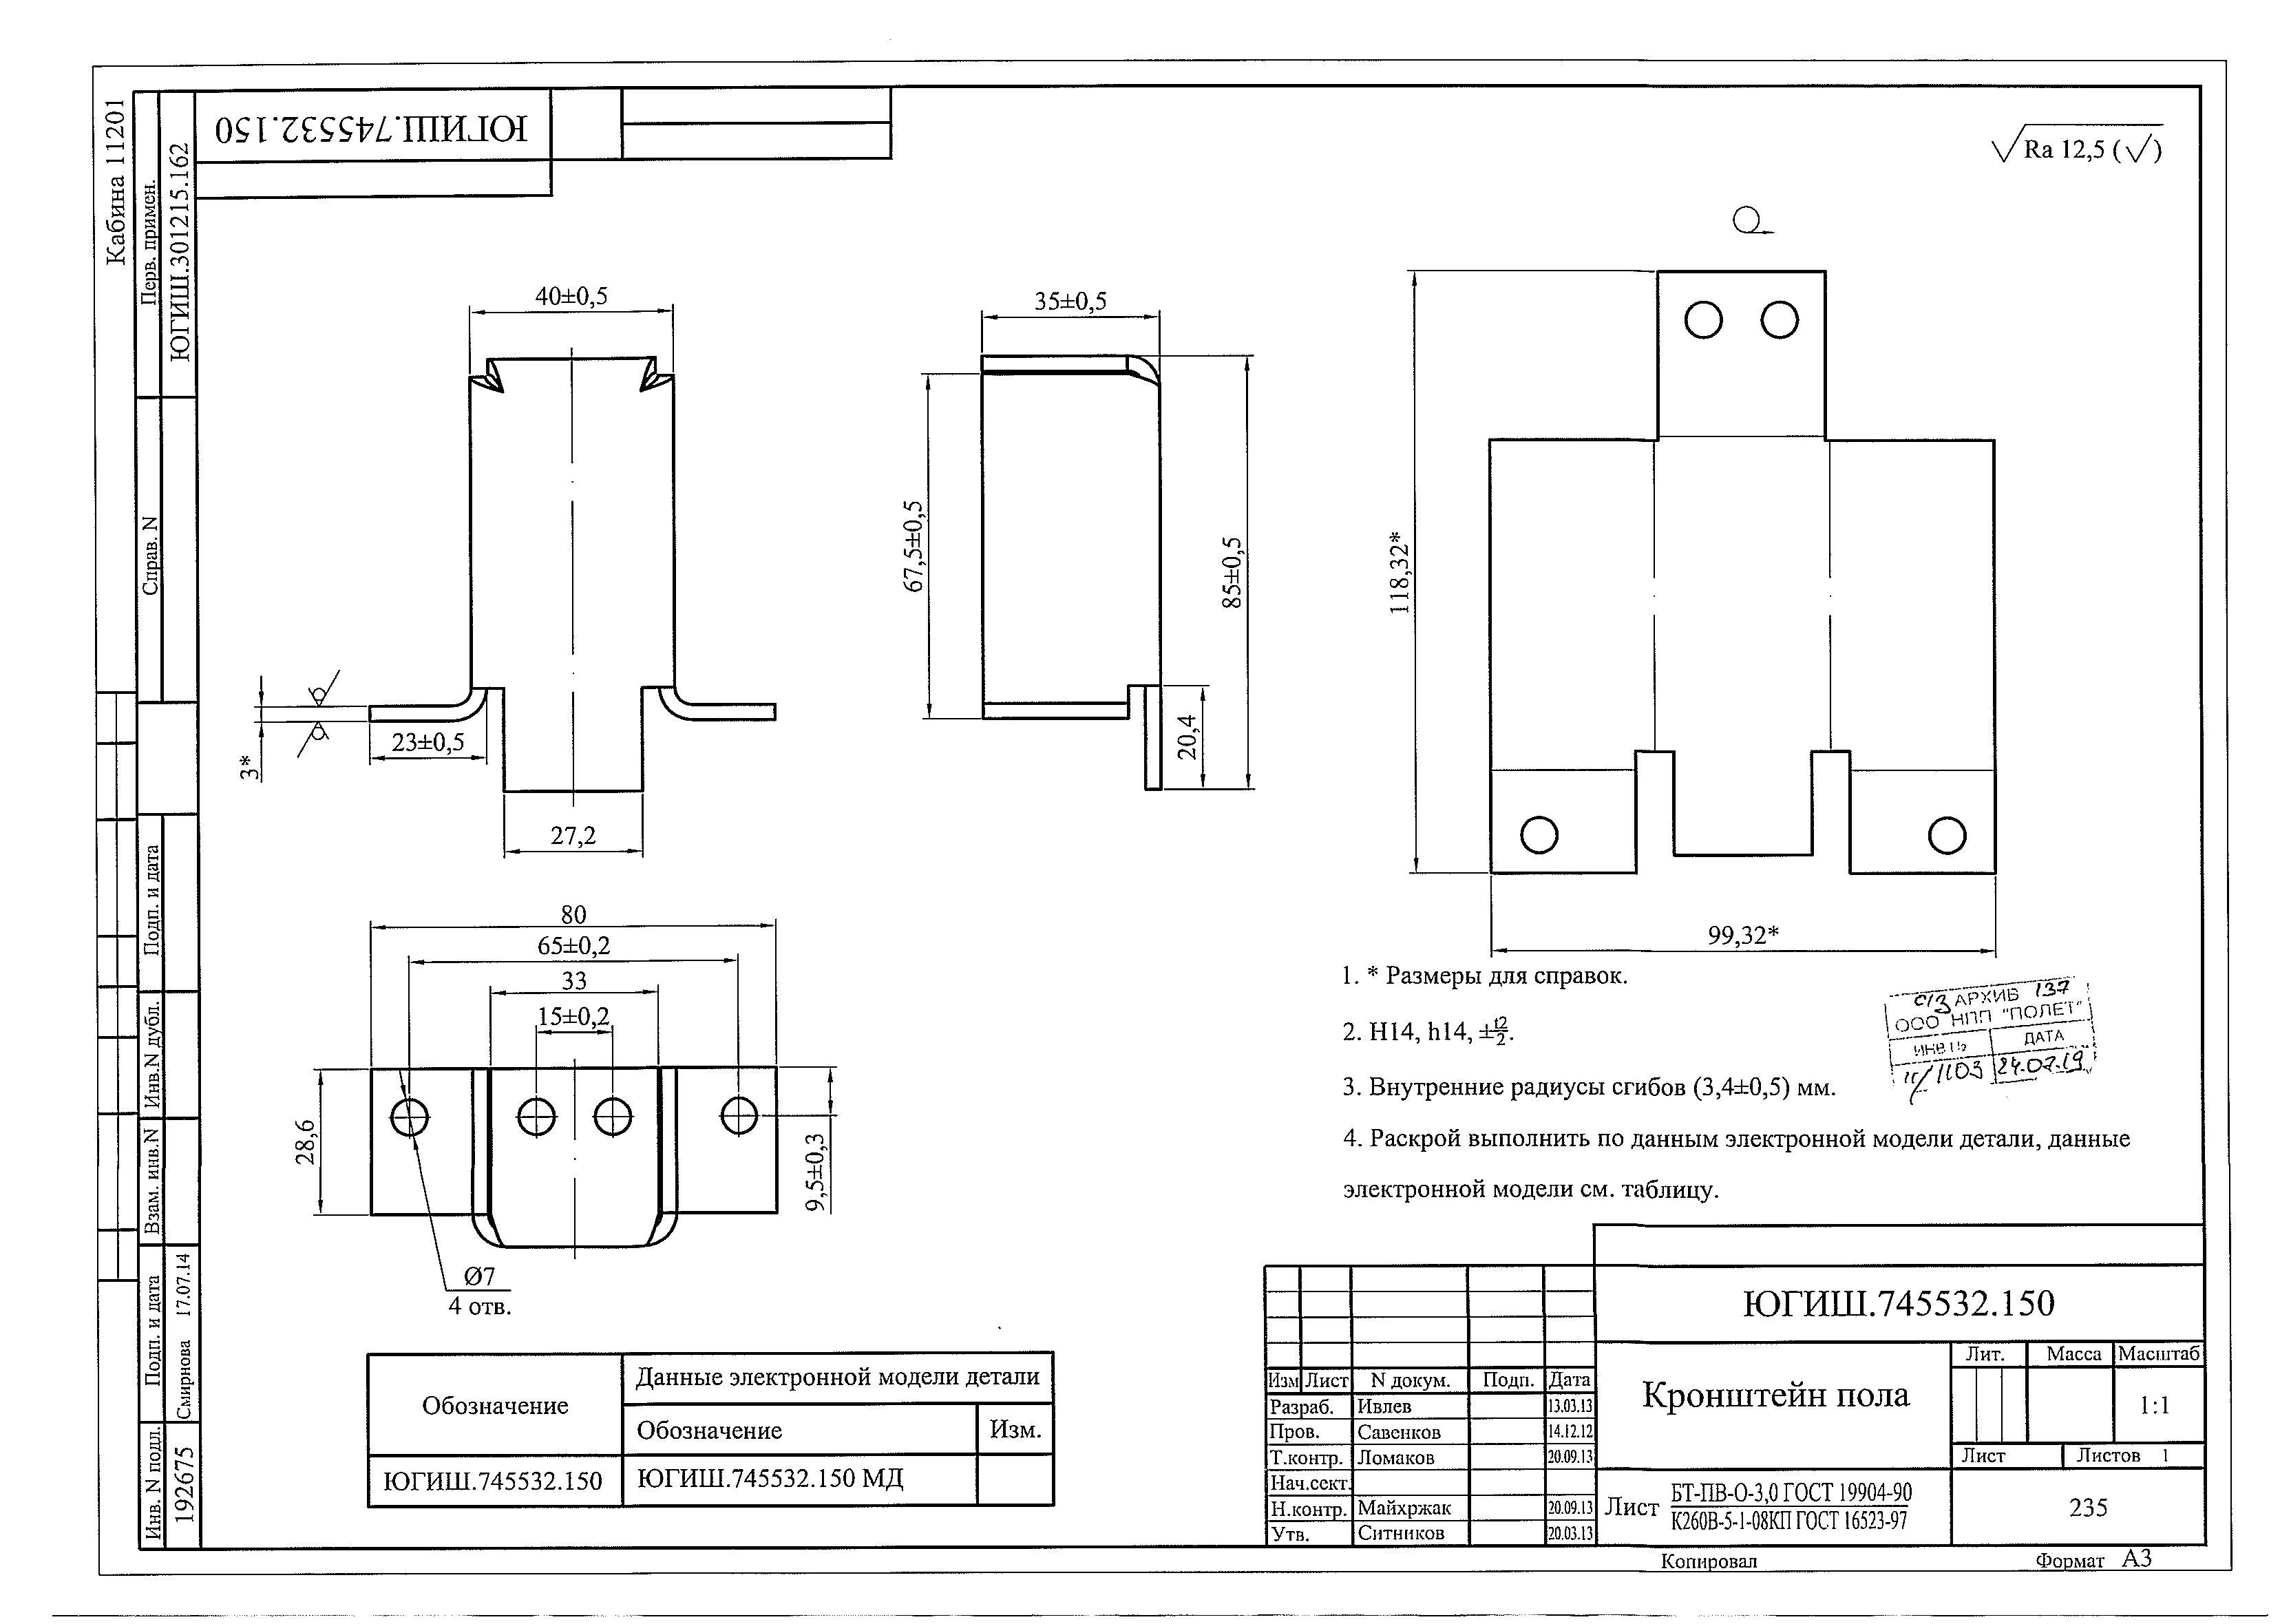 Кабина 11201
Перв. примен.
ЮГИШ.301215.162
Справ. N
Подп. и дата
Инв.N дубл.
Взам. инв.N
Подп. и дата
Смирнова 17.07.14
Инв. N подл.
192675
ЮГИШ.745532.150
Ra 12,5 (√)
40±0,5
35±0,5
67,5±0,5
85±0,5
20,4
3*
23±0,5
27,2
118,32*
99,32*
80
65±0,2
33
15±0,2
28,6
9,5±0,3
Ø7
4 отв.
1. * Размеры для справок.
2. H14, h14, ±t2/2.
3. Внутренние радиусы сгибов (3,4±0,5) мм.
4. Раскрой выполнить по данным электронной модели детали, данные
электронной модели см. таблицу.
АРХИВ 137
ООО НПП "ПОЛЕТ"
ИНВ № ДАТА
24.07.19
Обозначение
Данные электронной модели детали
Обозначение Изм.
ЮГИШ.745532.150 ЮГИШ.745532.150 МД
ЮГИШ.745532.150
Кронштейн пола
Лит. Масса Масштаб
1:1
Лист Листов 1
Изм Лист N докум. Подп. Дата
Разраб. Ивлев 13.03.13
Пров. Савенков 14.12.12
Т.контр. Ломаков 20.09.13
Нач.сект.
Н.контр. Майхржак 20.09.13
Утв. Ситников 20.03.13
Лист БТ-ПВ-О-3,0 ГОСТ 19904-90
К260В-5-1-08КП ГОСТ 16523-97
235
Копировал Формат А3